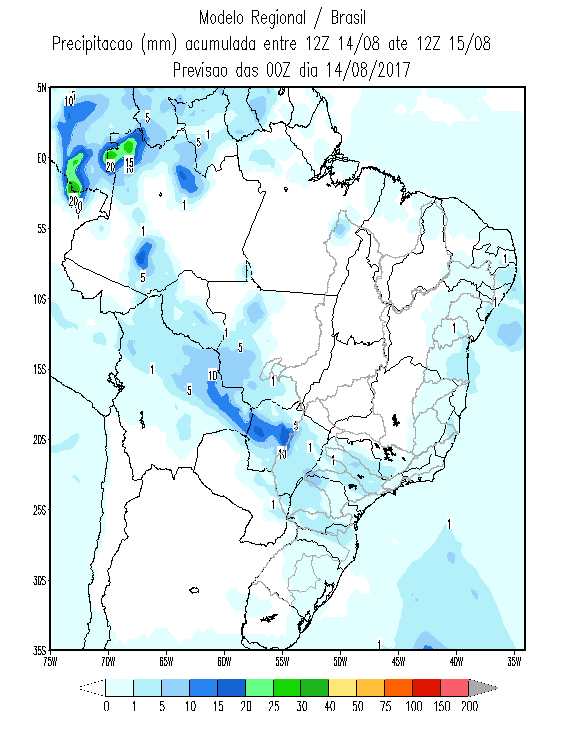 Modelo Regional / Brasil
Precipitacao (mm) acumulada entre 12Z 14/08 ate 12Z 15/08
Previsao das 00Z dia 14/08/2017
5N
EQ
5S
10S
15S
20S
25S
30S
35S
10
5
5
1
5
20
15
20
1
1
5
1
5
1
10
5
1
1
1
1
5
10
1
1
1
1
1
75W 70W 65W 60W 55W 50W 45W 40W 35W
0 1 5 10 15 20 25 30 40 50 75 100 150 200